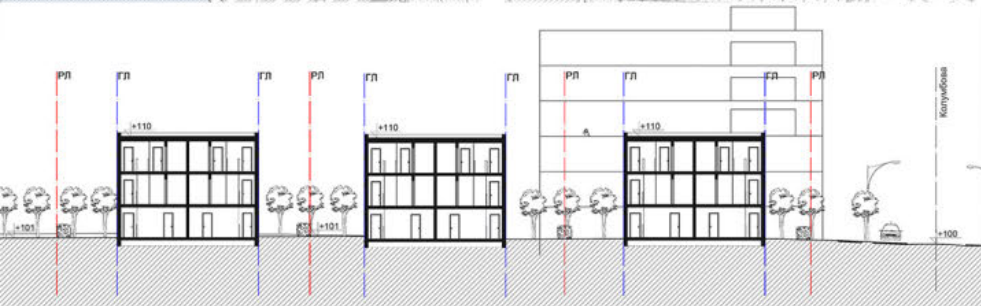 РЛ
ГЛ
ГЛ
РЛ
ГЛ
ГЛ
РЛ
ГЛ
ГЛ
РЛ
Колумбова
+110
+110
+110
+101
+101
+100